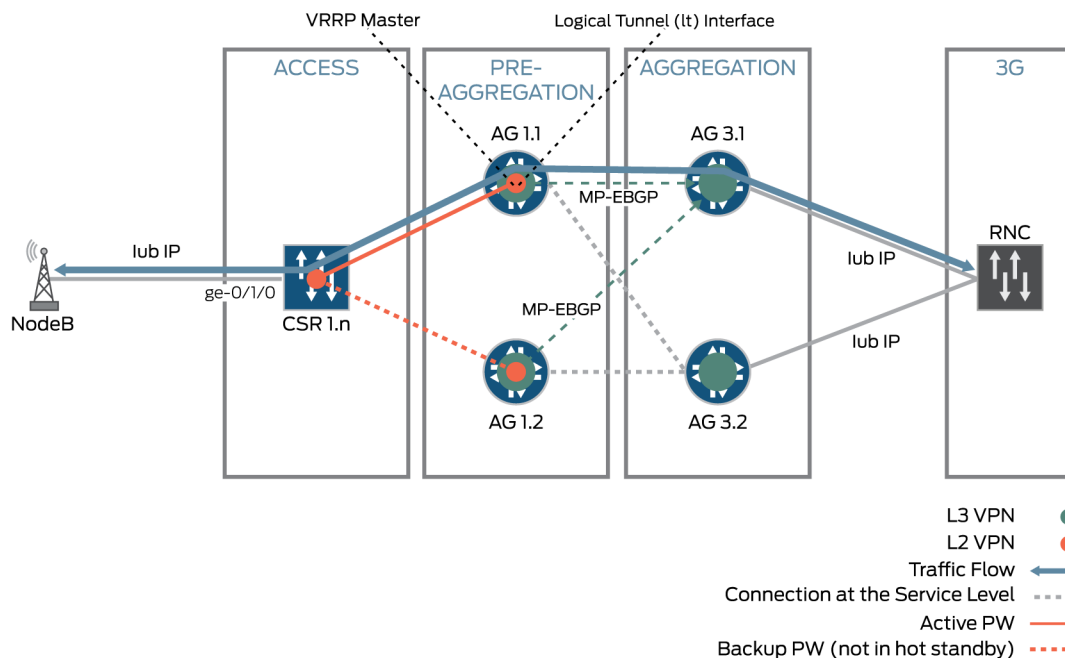 VRRP Master
Logical Tunnel (lt) Interface
ACCESS
PRE-
AGGREGATION
AGGREGATION
3G
AG 1.1
AG 3.1
MP-EBGP
Iub IP
ge-0/1/0
NodeB
CSR 1.n
MP-EBGP
Iub IP
RNC
Iub IP
AG 1.2
AG 3.2
L3 VPN
L2 VPN
Traffic Flow
Connection at the Service Level
Active PW
Backup PW (not in hot standby)